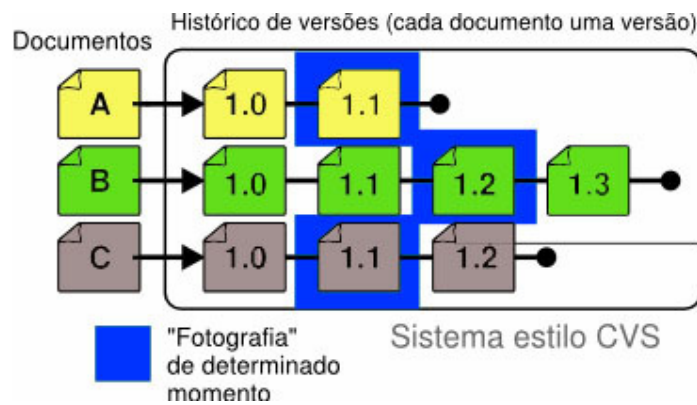 Histórico de versões (cada documento uma versão)
Documentos
A 1.0 1.1
B 1.0 1.1 1.2 1.3
C 1.0 1.1 1.2
"Fotografia"
de determinado
momento
Sistema estilo CVS